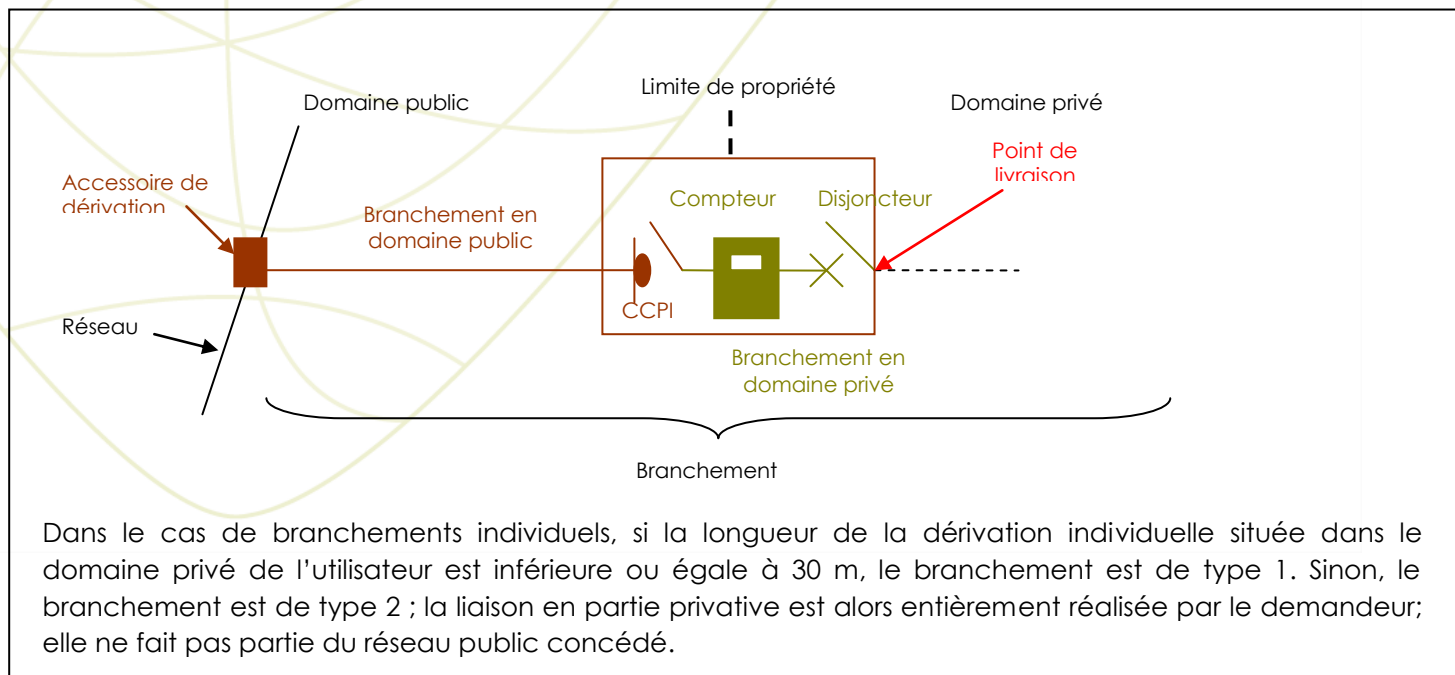 Limite de propriété
Domaine public
Domaine privé
Point de
livraison
Accessoire de
dérivation
Compteur
Disjoncteur
Branchement en
domaine public
CCPI
Réseau
Branchement en
domaine privé
Branchement
Dans le cas de branchements individuels, si la longueur de la dérivation individuelle située dans le
domaine privé de l’utilisateur est inférieure ou égale à 30 m, le branchement est de type 1. Sinon, le
branchement est de type 2 ; la liaison en partie privative est alors entièrement réalisée par le demandeur;
elle ne fait pas partie du réseau public concédé.